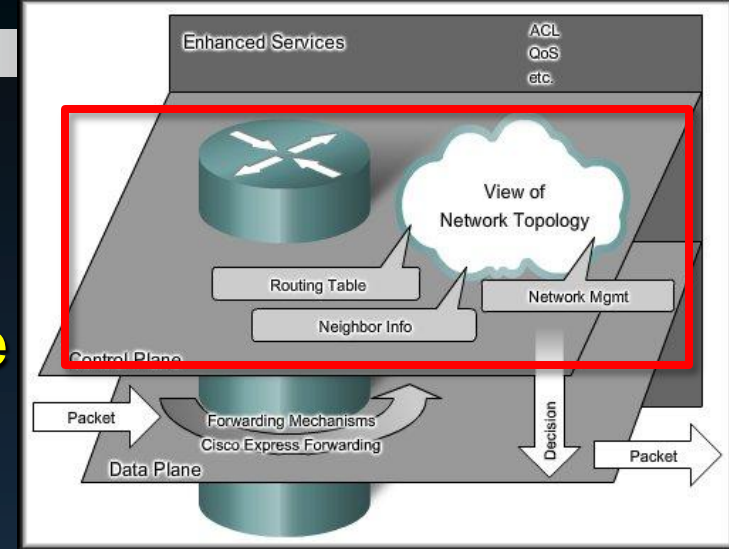 Enhanced Services
ACL
QoS
etc.
View of
Network Topology
Routing Table
Network Mgmt
Neighbor Info
Control Plane
Packet
Forwarding Mechanisms
Cisco Express Forwarding
Decision
Packet
Data Plane